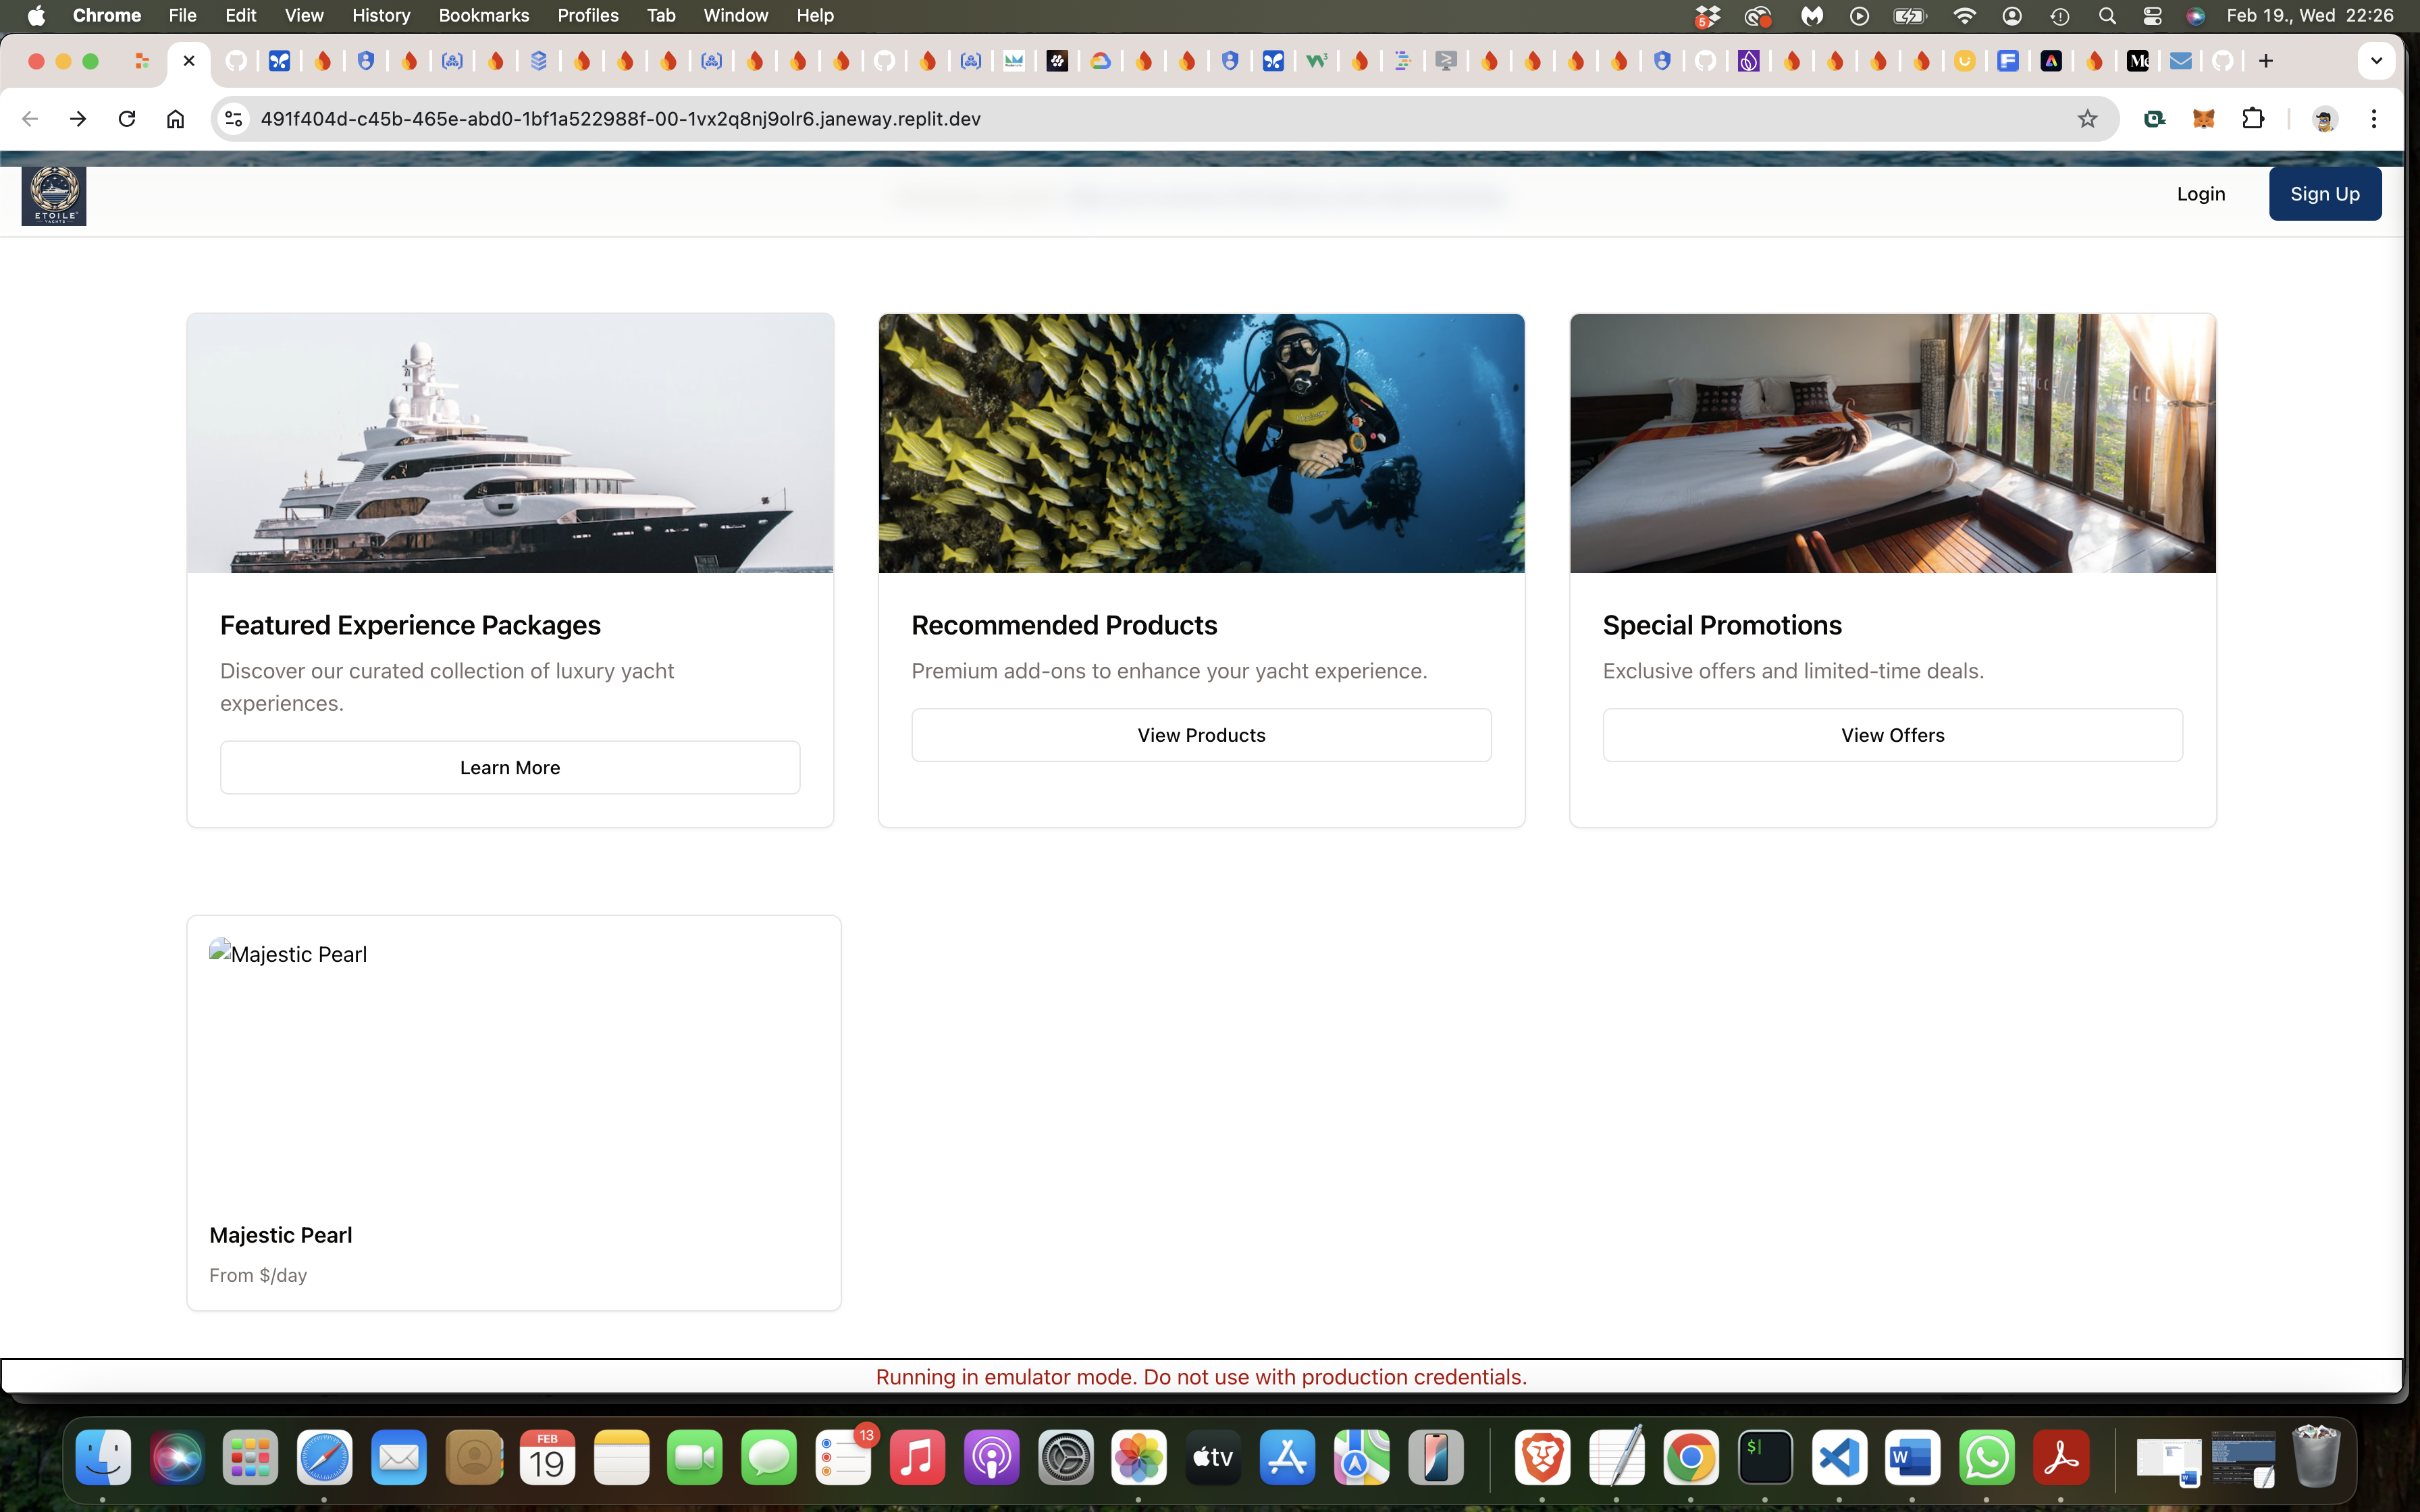 Chrome File Edit View History Bookmarks Profiles Tab Window Help
5
Feb 19., Wed 22:26
491f404d-c45b-465e-abd0-1bf1a522988f-00-1vx2q8nj9olr6.janeway.replit.dev
ETOILE
YACHTS
Login
Sign Up
Featured Experience Packages
Discover our curated collection of luxury yacht
experiences.
Learn More
Recommended Products
Premium add-ons to enhance your yacht experience.
View Products
Special Promotions
Exclusive offers and limited-time deals.
View Offers
Majestic Pearl
Majestic Pearl
From $/day
Running in emulator mode. Do not use with production credentials.
FEB
19
13
tv
$
W